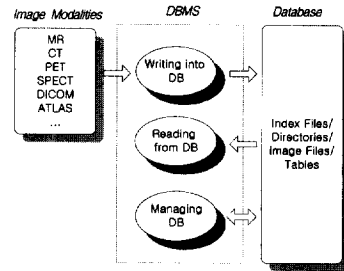 Image Modalities
DBMS
Database
MR
CT
PET
SPECT
DICOM
ATLAS
...
Writing into
DB
Reading
from DB
Managing
DB
Index Files/
Directories/
Image Files/
Tables